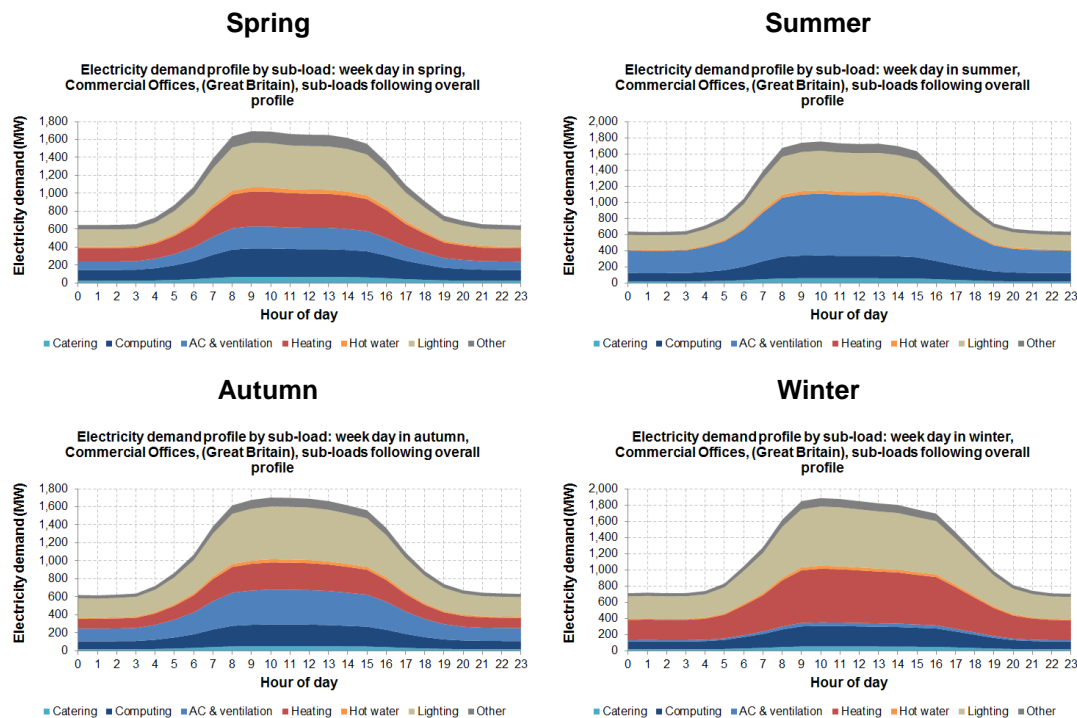 Spring
Electricity demand profile by sub-load: week day in spring,
Commercial Offices, (Great Britain), sub-loads following overall
profile
Electricity demand (MW)
1,800
1,600
1,400
1,200
1,000
800
600
400
200
0
0 1 2 3 4 5 6 7 8 9 10 11 12 13 14 15 16 17 18 19 20 21 22 23
Hour of day
Catering Computing AC & ventilation Heating Hot water Lighting Other
Summer
Electricity demand profile by sub-load: week day in summer,
Commercial Offices, (Great Britain), sub-loads following overall
profile
Electricity demand (MW)
2,000
1,800
1,600
1,400
1,200
1,000
800
600
400
200
0
0 1 2 3 4 5 6 7 8 9 10 11 12 13 14 15 16 17 18 19 20 21 22 23
Hour of day
Catering Computing AC & ventilation Heating Hot water Lighting Other
Autumn
Electricity demand profile by sub-load: week day in autumn,
Commercial Offices, (Great Britain), sub-loads following overall
profile
Electricity demand (MW)
1,800
1,600
1,400
1,200
1,000
800
600
400
200
0
0 1 2 3 4 5 6 7 8 9 10 11 12 13 14 15 16 17 18 19 20 21 22 23
Hour of day
Catering Computing AC & ventilation Heating Hot water Lighting Other
Winter
Electricity demand profile by sub-load: week day in winter,
Commercial Offices, (Great Britain), sub-loads following overall
profile
Electricity demand (MW)
2,000
1,800
1,600
1,400
1,200
1,000
800
600
400
200
0
0 1 2 3 4 5 6 7 8 9 10 11 12 13 14 15 16 17 18 19 20 21 22 23
Hour of day
Catering Computing AC & ventilation Heating Hot water Lighting Other